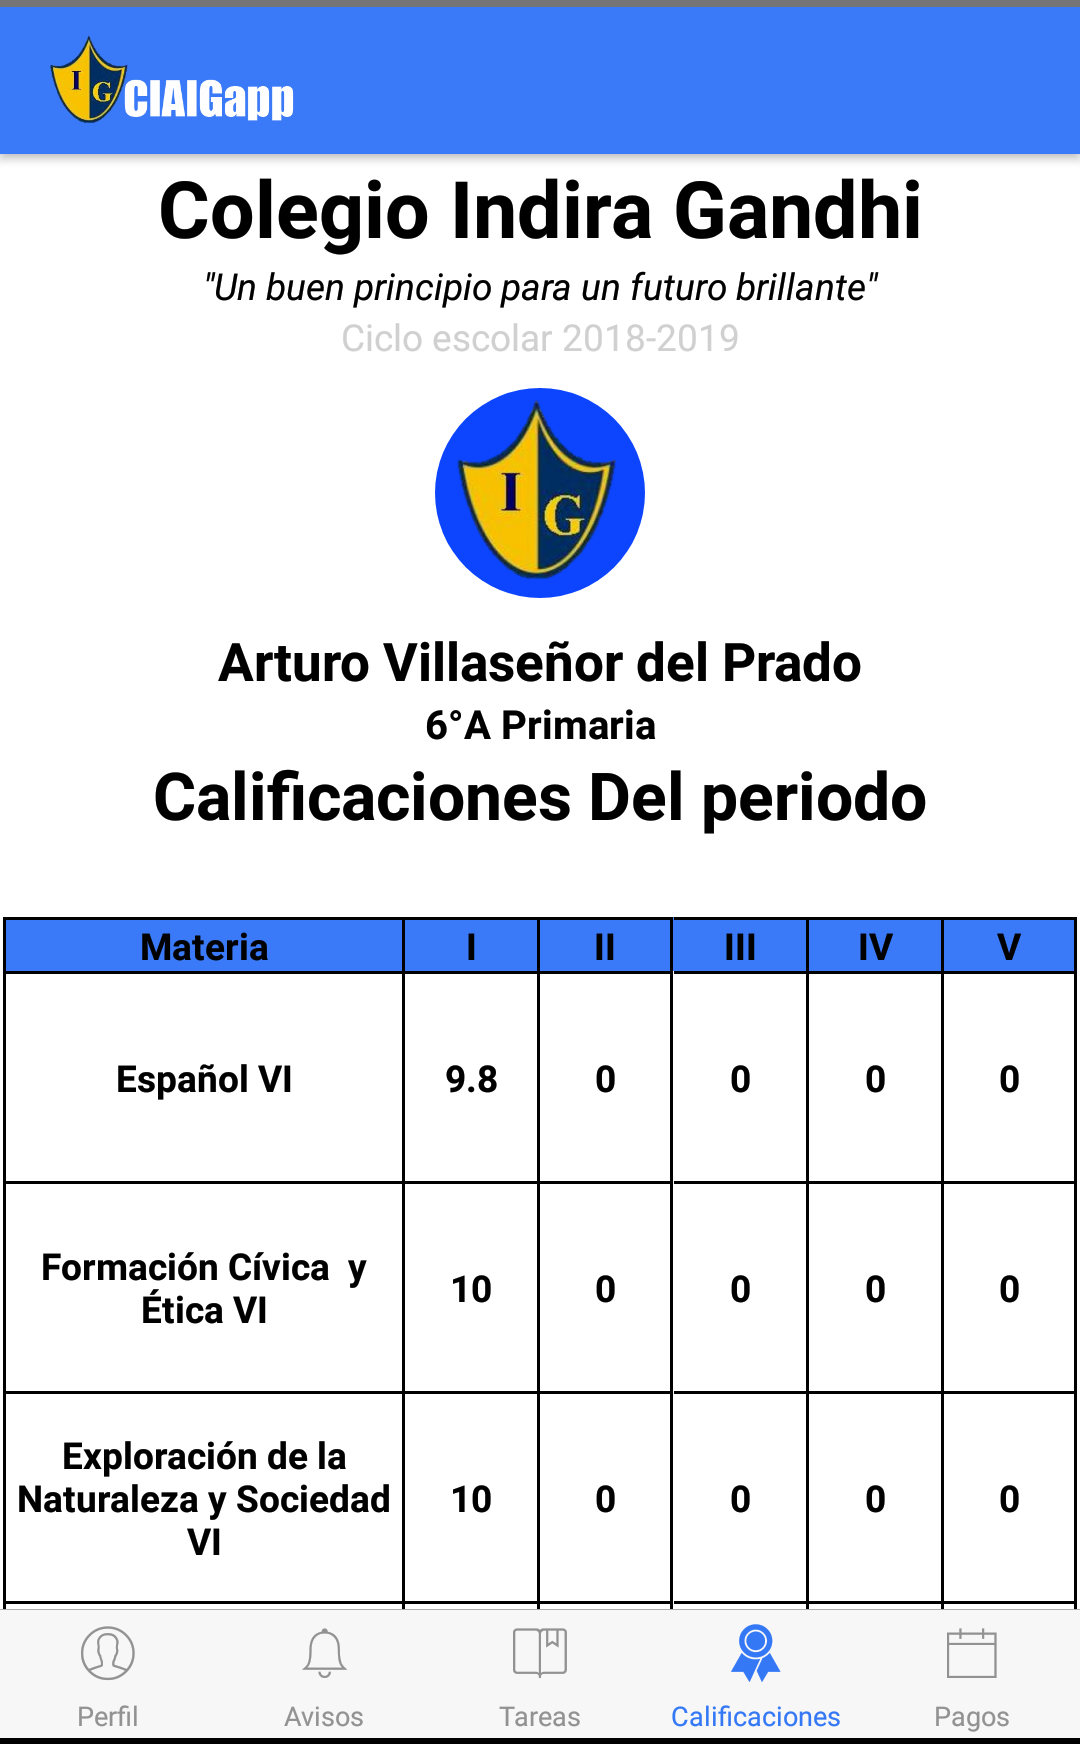 I G CIAIGapp
Colegio Indira Gandhi
"Un buen principio para un futuro brillante"
Ciclo escolar 2018-2019
I G
Arturo Villaseñor del Prado
6°A Primaria
Calificaciones Del periodo
Materia I II III IV V
Español VI 9.8 0 0 0 0
Formación Cívica y
Ética VI 10 0 0 0 0
Exploración de la
Naturaleza y Sociedad 10 0 0 0 0
VI
Perfil Avisos Tareas Calificaciones Pagos